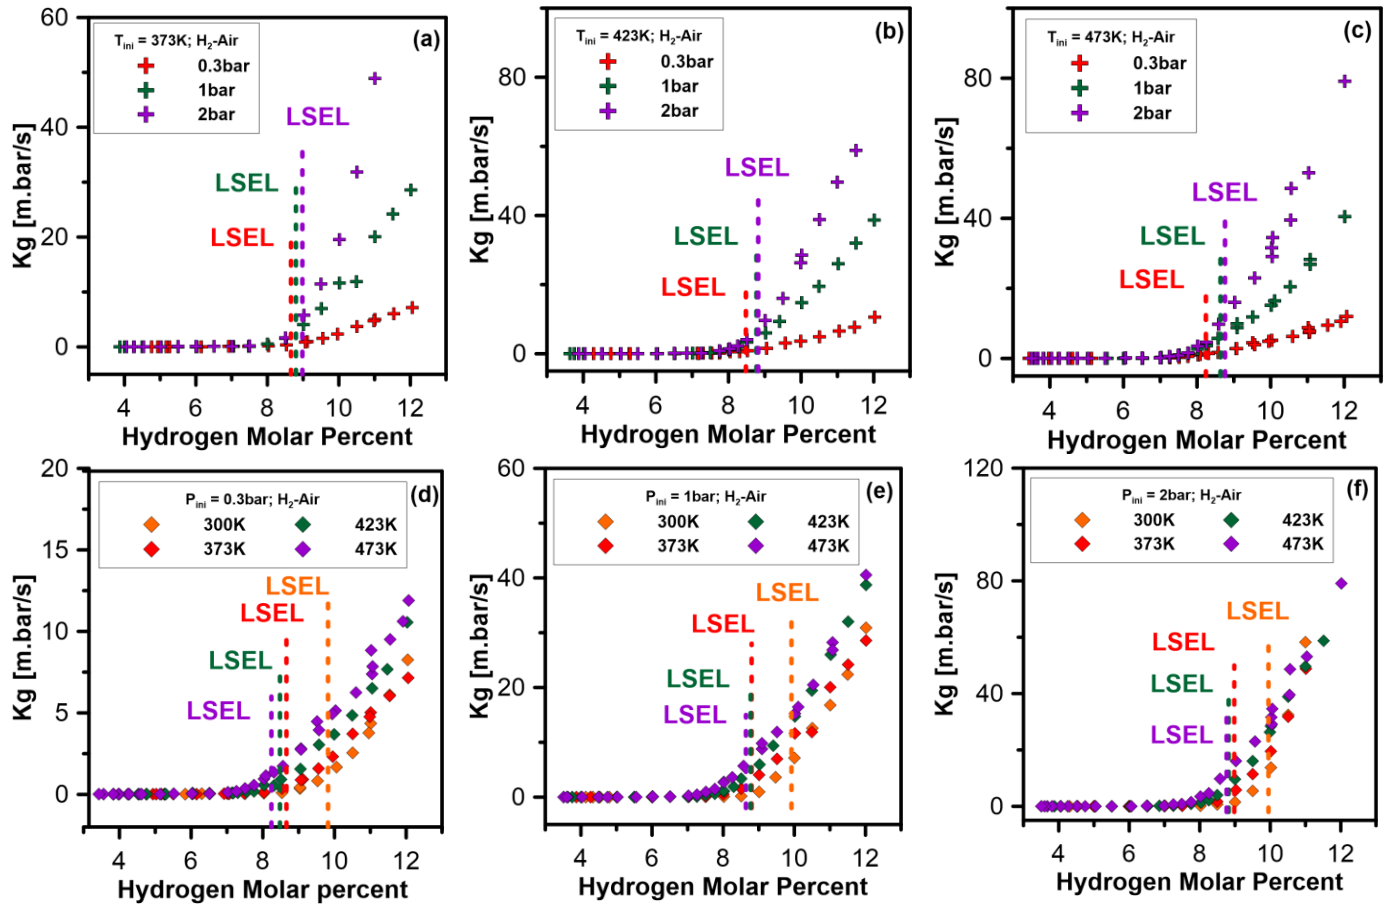 (a)
T_ini = 373K; H2-Air
0.3bar
1bar
2bar
LSEL
LSEL
LSEL
Kg [m.bar/s]
60
40
20
0
4 6 8 10 12
Hydrogen Molar Percent
(b)
T_ini = 423K; H2-Air
0.3bar
1bar
2bar
LSEL
LSEL
LSEL
Kg [m.bar/s]
80
40
0
4 6 8 10 12
Hydrogen Molar Percent
(c)
T_ini = 473K; H2-Air
0.3bar
1bar
2bar
LSEL
LSEL
LSEL
Kg [m.bar/s]
80
40
0
4 6 8 10 12
Hydrogen Molar Percent
(d)
P_ini = 0.3bar; H2-Air
300K 423K
373K 473K
LSEL
LSEL
LSEL
LSEL
Kg [m.bar/s]
20
15
10
5
0
4 6 8 10 12
Hydrogen Molar percent
(e)
P_ini = 1bar; H2-Air
300K 423K
373K 473K
LSEL
LSEL
LSEL
LSEL
Kg [m.bar/s]
60
40
20
0
4 6 8 10 12
Hydrogen Molar Percent
(f)
P_ini = 2bar; H2-Air
300K 423K
373K 473K
LSEL
LSEL
LSEL
LSEL
Kg [m.bar/s]
120
80
40
0
4 6 8 10 12
Hydrogen Molar Percent